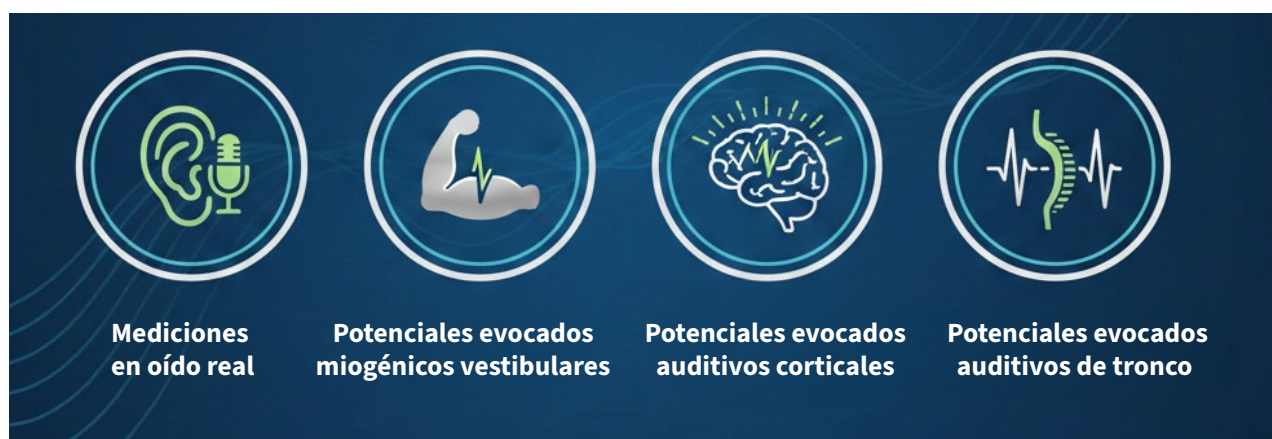 Mediciones
en oído real
Potenciales evocados
miogénicos vestibulares
Potenciales evocados
auditivos corticales
Potenciales evocados
auditivos de tronco